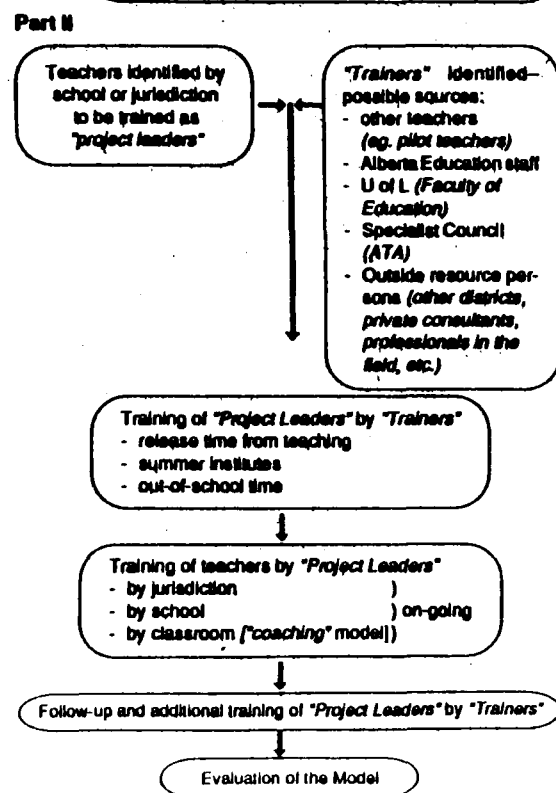 Part II
Teachers identified by
school or jurisdiction
to be trained as
"project leaders"
"Trainers" identified—
possible sources:
- other teachers
(eg. pilot teachers)
- Alberta Education staff
- U of L (Faculty of
Education)
- Specialist Council
(ATA)
- Outside resource per-
sons (other districts,
private consultants,
professionals in the
field, etc.)
Training of "Project Leaders" by "Trainers"
- release time from teaching
- summer institutes
- out-of-school time
Training of teachers by "Project Leaders"
- by jurisdiction )
- by school ) on-going
- by classroom ["coaching" model] )
Follow-up and additional training of "Project Leaders" by "Trainers"
Evaluation of the Model